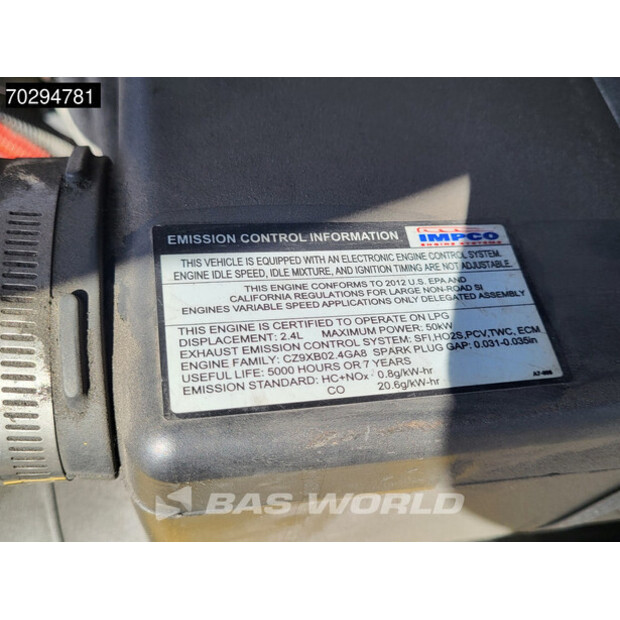 70294781
EMISSION CONTROL INFORMATION
IMPCO
ENGINE SYSTEMS
THIS VEHICLE IS EQUIPPED WITH AN ELECTRONIC ENGINE CONTROL SYSTEM.
ENGINE IDLE SPEED, IDLE MIXTURE, AND IGNITION TIMING ARE NOT ADJUSTABLE.
THIS ENGINE CONFORMS TO 2012 U.S. EPA AND
CALIFORNIA REGULATIONS FOR LARGE NON-ROAD SI
ENGINES VARIABLE SPEED APPLICATIONS ONLY DELEGATED ASSEMBLY
THIS ENGINE IS CERTIFIED TO OPERATE ON LPG
DISPLACEMENT: 2.4L MAXIMUM POWER: 50kW
EXHAUST EMISSION CONTROL SYSTEM: SFI,HO2S,PCV,TWC, ECM
ENGINE FAMILY: CZ9XB02.4GAB SPARK PLUG GAP: 0.031-0.035in
USEFUL LIFE: 5000 HOURS OR 7 YEARS
EMISSION STANDARD: HC+NOx 0.8g/kW-hr
CO 20.6g/kW-hr
BAS WORLD